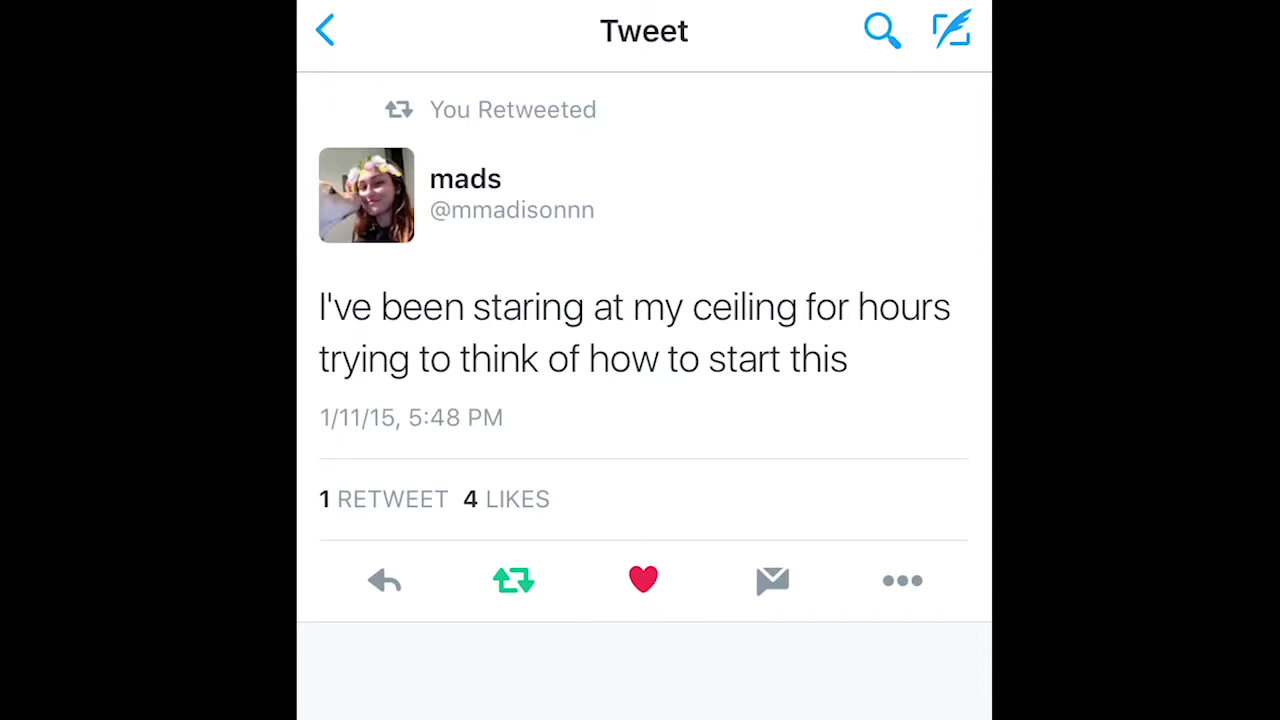 Tweet
You Retweeted
mads
@mmadisonnn
I've been staring at my ceiling for hours
trying to think of how to start this
1/11/15, 5:48 PM
1 RETWEET 4 LIKES